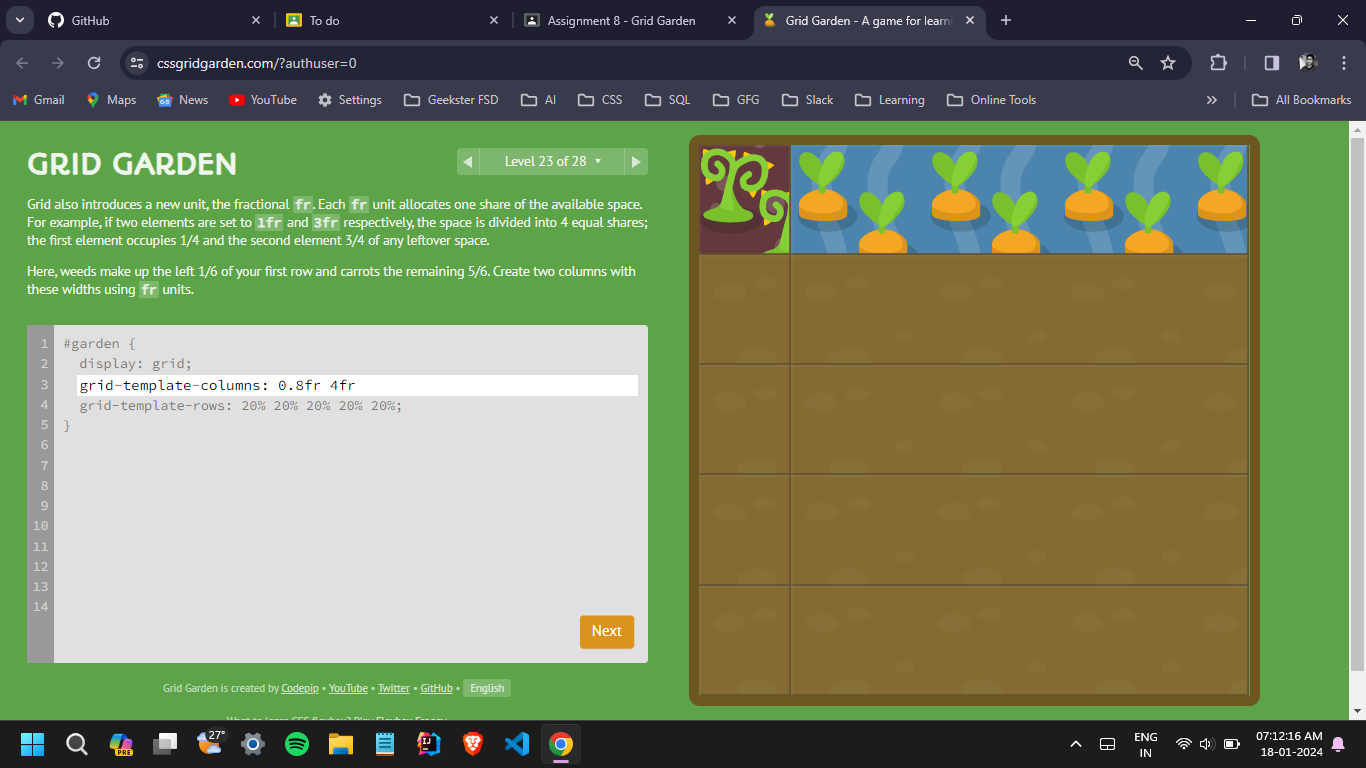 GitHub
To do
Assignment 8 - Grid Garden
Grid Garden - A game for learni
cssgridgarden.com/?authuser=0
Gmail Maps News YouTube Settings Geekster FSD AI CSS SQL GFG Slack Learning Online Tools » All Bookmarks
GRID GARDEN
Level 23 of 28
Grid also introduces a new unit, the fractional fr. Each fr unit allocates one share of the available space.
For example, if two elements are set to 1fr and 3fr respectively, the space is divided into 4 equal shares;
the first element occupies 1/4 and the second element 3/4 of any leftover space.
Here, weeds make up the left 1/6 of your first row and carrots the remaining 5/6. Create two columns with
these widths using fr units.
1 #garden {
2 display: grid;
3 grid-template-columns: 0.8fr 4fr
4 grid-template-rows: 20% 20% 20% 20% 20%;
5 }
6
7
8
9
10
11
12
13
14
Next
Grid Garden is created by Codepip • YouTube • Twitter • GitHub • English
PRE
27°
ENG
IN
07:12:16 AM
18-01-2024